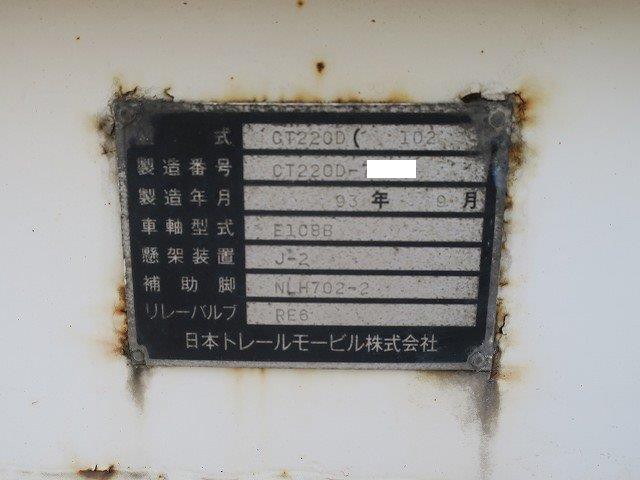 式 CT220D( 102
製造番号 CT220D-
製造年月 93 年 9 月
車軸型式 E108B
懸架装置 J-2
補助脚 NLH702-2
リレーバルブ RE6
日本トレールモービル株式会社